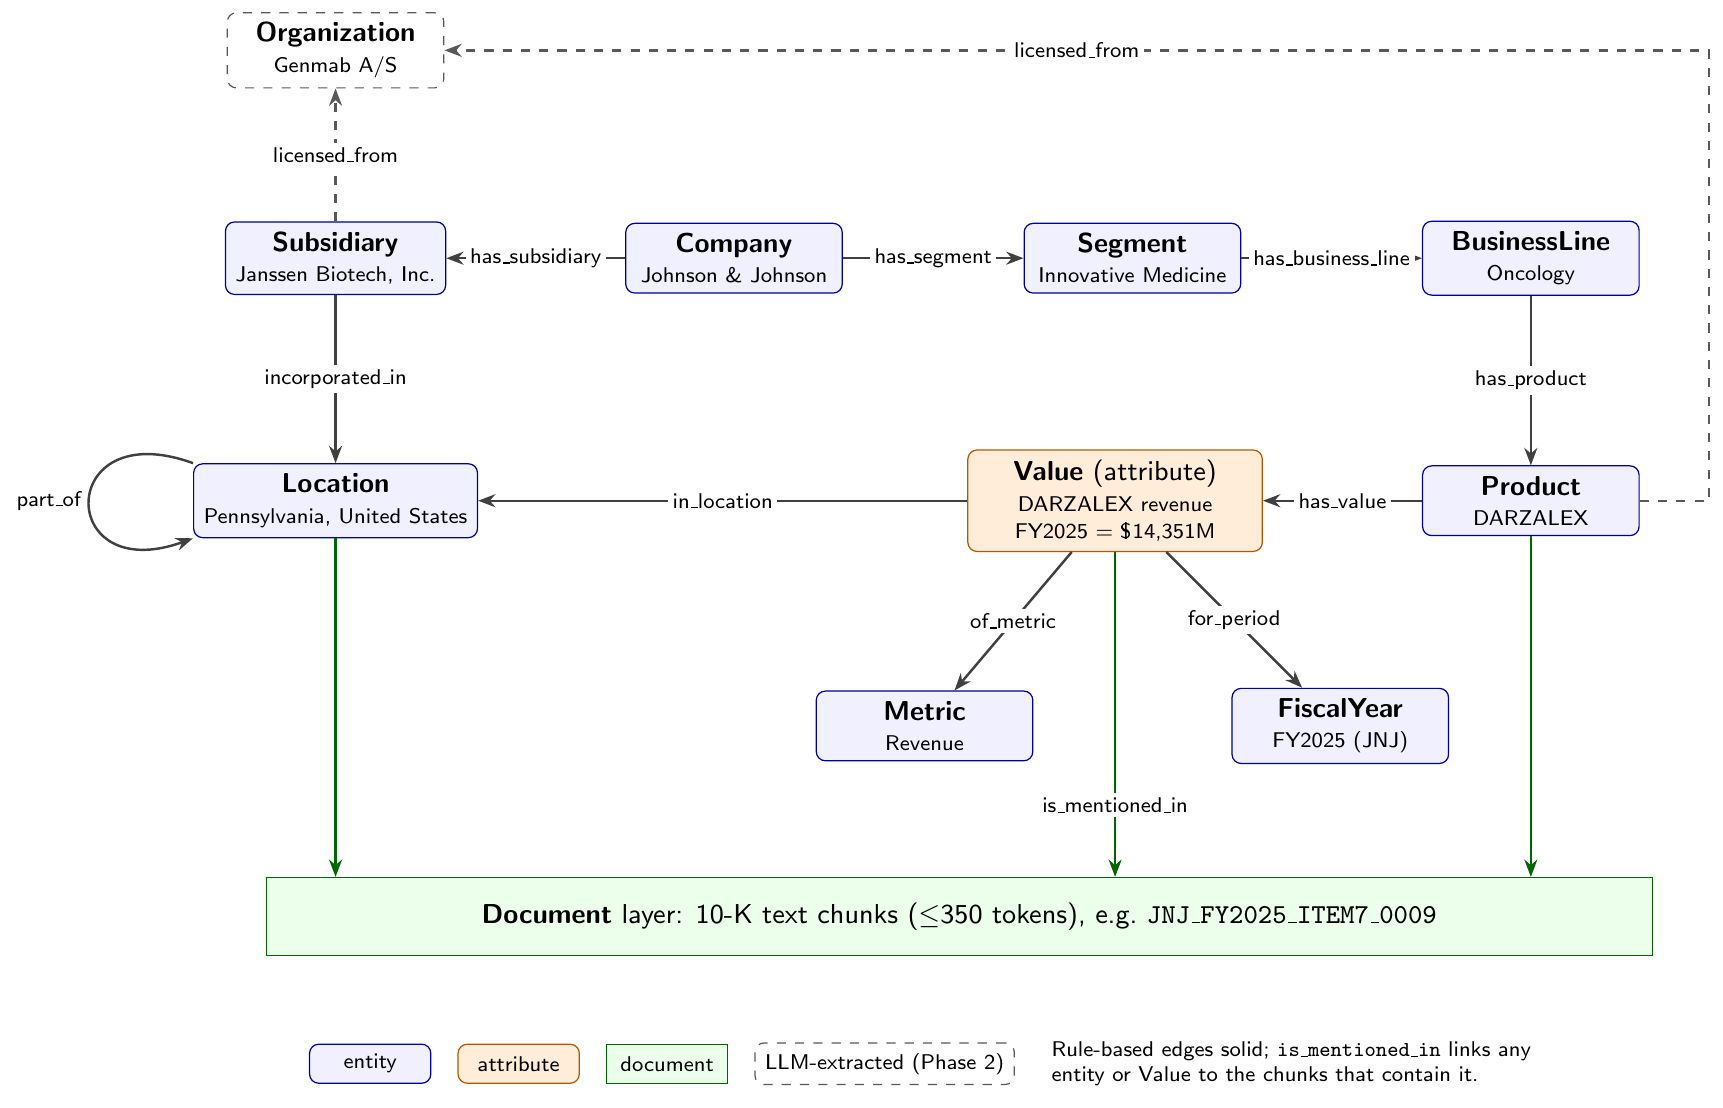 Organization
Genmab A/S
licensed_from
licensed_from
Subsidiary
Janssen Biotech, Inc.
has_subsidiary
Company
Johnson & Johnson
has_segment
Segment
Innovative Medicine
has_business_line
BusinessLine
Oncology
incorporated_in
has_product
part_of
Location
Pennsylvania, United States
in_location
Value (attribute)
DARZALEX revenue
FY2025 = $14,351M
has_value
Product
DARZALEX
of_metric
for_period
Metric
Revenue
FiscalYear
FY2025 (JNJ)
is_mentioned_in
Document layer: 10-K text chunks (≤350 tokens), e.g. JNJ_FY2025_ITEM7_0009
entity
attribute
document
LLM-extracted (Phase 2)
Rule-based edges solid; is_mentioned_in links any
entity or Value to the chunks that contain it.